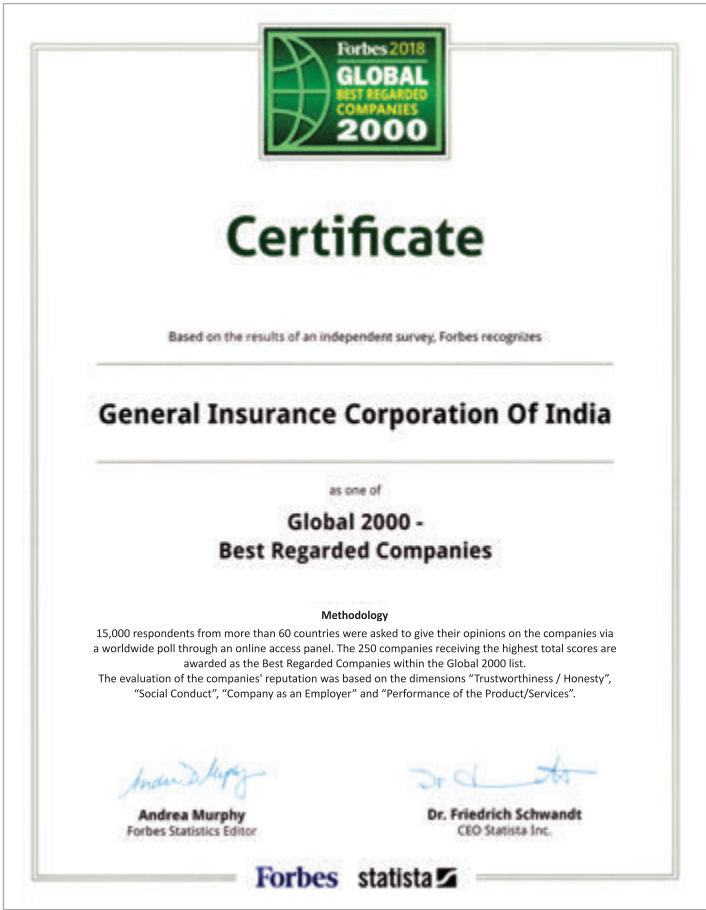 Forbes 2018
GLOBAL
BEST REGARDED
COMPANIES
2000
Certificate
Based on the results of an independent survey, Forbes recognizes
General Insurance Corporation Of India
as one of
Global 2000 -
Best Regarded Companies
Methodology
15,000 respondents from more than 60 countries were asked to give their opinions on the companies via
a worldwide poll through an online access panel. The 250 companies receiving the highest total scores are
awarded as the Best Regarded Companies within the Global 2000 list.
The evaluation of the companies' reputation was based on the dimensions “Trustworthiness / Honesty”,
“Social Conduct”, “Company as an Employer” and “Performance of the Product/Services”.
Andrea Murphy
Forbes Statistics Editor
Dr. Friedrich Schwandt
CEO Statista Inc.
Forbes statista